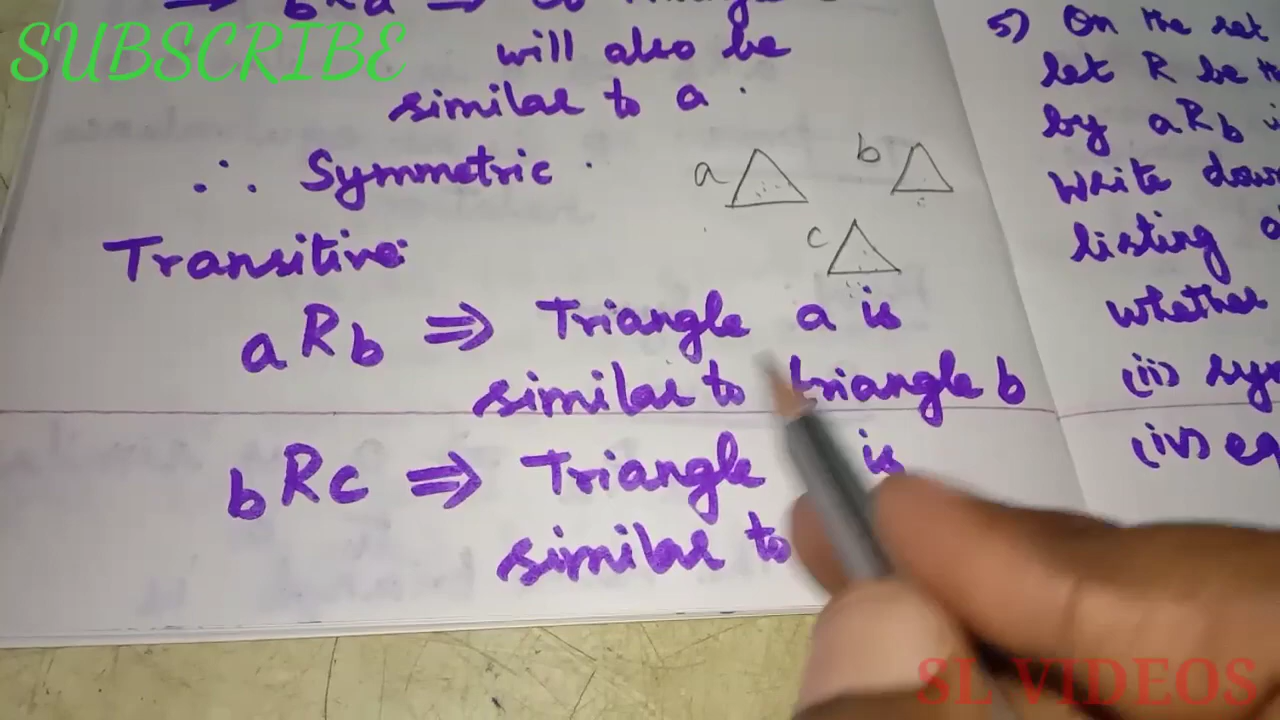 SUBSCRIBE
will also be
similar to a.
∴ Symmetric.
a
b
c
Transitive:
aRb ⇒ Triangle a is
similar to triangle b
bRc ⇒ Triangle is
similar to
5) On the set
let R be
by aRb
Write
listing
whether
(ii)
(iv)
SL VIDEOS